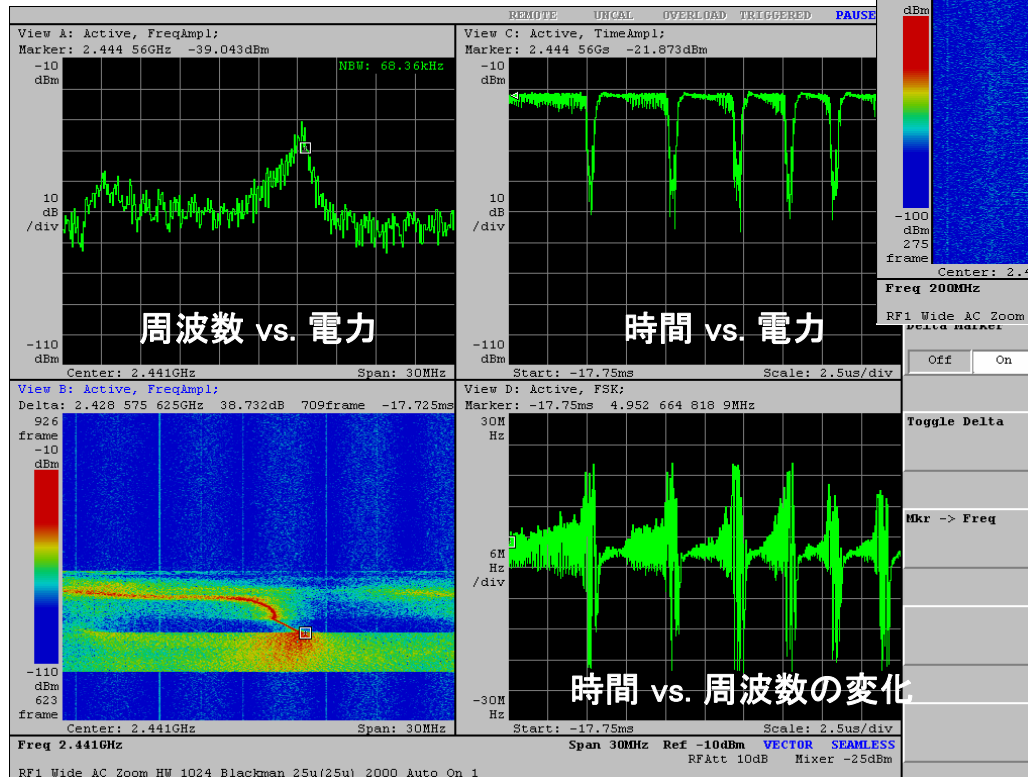 REMOTE UNCAL OVERLOAD TRIGGERED PAUSE
View A: Active, FreqAmpl;
Marker: 2.444 56GHz -39.043dBm
-10
dBm
NBW: 68.36kHz
10
dB
/div
周波数 vs. 電力
-110
dBm
Center: 2.441GHz Span: 30MHz
View C: Active, TimeAmpl;
Marker: 2.444 56Gs -21.873dBm
-10
dBm
10
dB
/div
時間 vs. 電力
-110
dBm
Start: -17.75ms Scale: 2.5us/div
dBm
-100
dBm
275
frame
Center: 2.4
Freq 200MHz
RF1 Wide AC Zoom
Delta Marker
Off On
Toggle Delta
Mkr -> Freq
View B: Active, FreqAmpl;
Delta: 2.428 575 625GHz 38.732dB 709frame -17.725ms
926
frame
-10
dBm
-110
dBm
623
frame
Center: 2.441GHz Span: 30MHz
View D: Active, FSK;
Marker: -17.75ms 4.952 664 818 9MHz
30M
Hz
6M
Hz
/div
時間 vs. 周波数の変化
-30M
Hz
Start: -17.75ms Scale: 2.5us/div
Freq 2.441GHz Span 30MHz Ref -10dBm VECTOR SEAMLESS
RFAtt 10dB Mixer -25dBm
RF1 Wide AC Zoom HW 1024 Blackman 25u(25u) 2000 Auto On 1